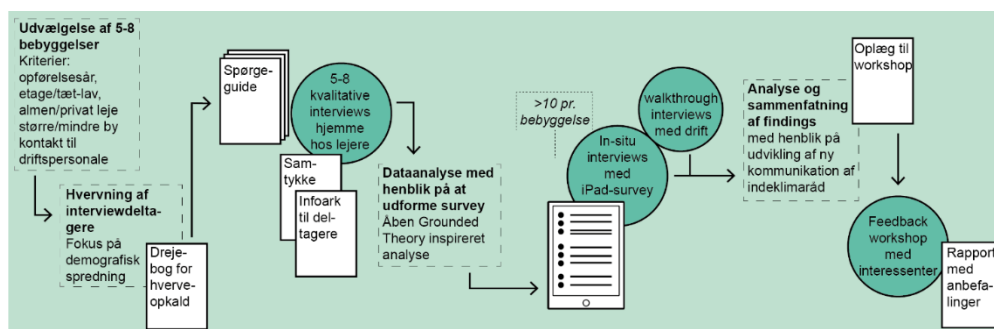 Udvælgelse af 5-8
bebyggelser
Kriterier:
opførelsesår,
etage/tæt-lav,
almen/privat leje
større/mindre by
kontakt til
driftspersonale
Hvervning af
interviewdelta-
gere
Fokus på
demografisk
spredning
Dreje-
bog for
hverve-
opkald
Spørge-
guide
5-8
kvalitative
interviews
hjemme
hos lejere
Sam-
tykke
Infoark
til del-
tagere
Dataanalyse med
henblik på at
udforme survey
Åben Grounded
Theory inspireret
analyse
>10 pr.
bebyggelse
In-situ
interviews
med
iPad-survey
walkthrough
interviews
med drift
Analyse og
sammenfatning
af findings
med henblik på
udvikling af ny
kommunikation af
indeklimaråd
Oplæg til
workshop
Feedback
workshop
med
interessenter
Rapport
med
anbefa-
linger